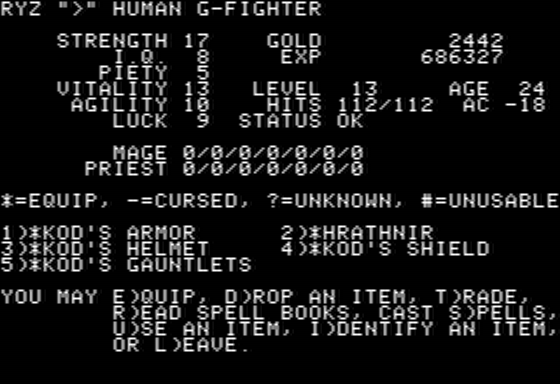 RYZ ">" HUMAN G-FIGHTER
STRENGTH 17 GOLD 2442
I.Q. 8 EXP 686327
PIETY 5
VITALITY 13 LEVEL 13 AGE 24
AGILITY 10 HITS 112/112 AC -18
LUCK 9 STATUS OK
MAGE 0/0/0/0/0/0/0
PRIEST 0/0/0/0/0/0/0
*=EQUIP, -=CURSED, ?=UNKNOWN, #=UNUSABLE
1)*KOD'S ARMOR 2)*HRATHNIR
3)*KOD'S HELMET 4)*KOD'S SHIELD
5)*KOD'S GAUNTLETS
YOU MAY E)QUIP, D)ROP AN ITEM, T)RADE,
R)EAD SPELL BOOKS, CAST S)PELLS,
U)SE AN ITEM, I)DENTIFY AN ITEM,
OR L)EAVE.